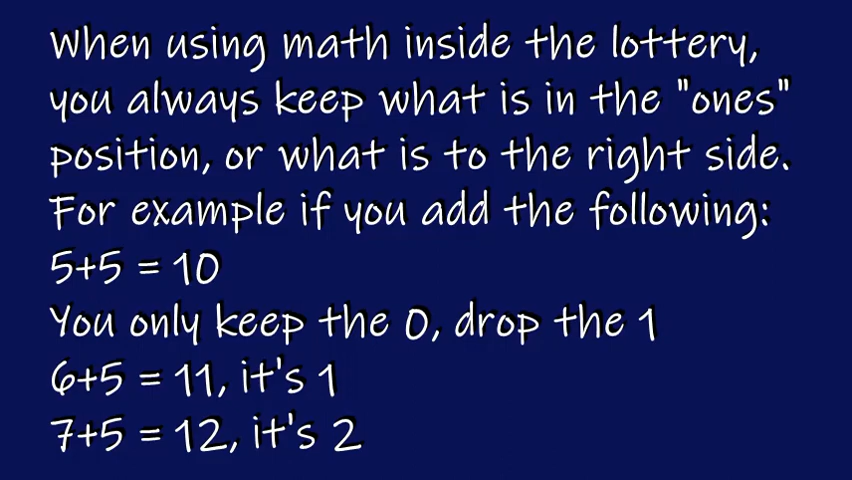 When using math inside the lottery,
you always keep what is in the "ones"
position, or what is to the right side.
For example if you add the following:
5+5 = 10
You only keep the 0, drop the 1
6+5 = 11, it's 1
7+5 = 12, it's 2